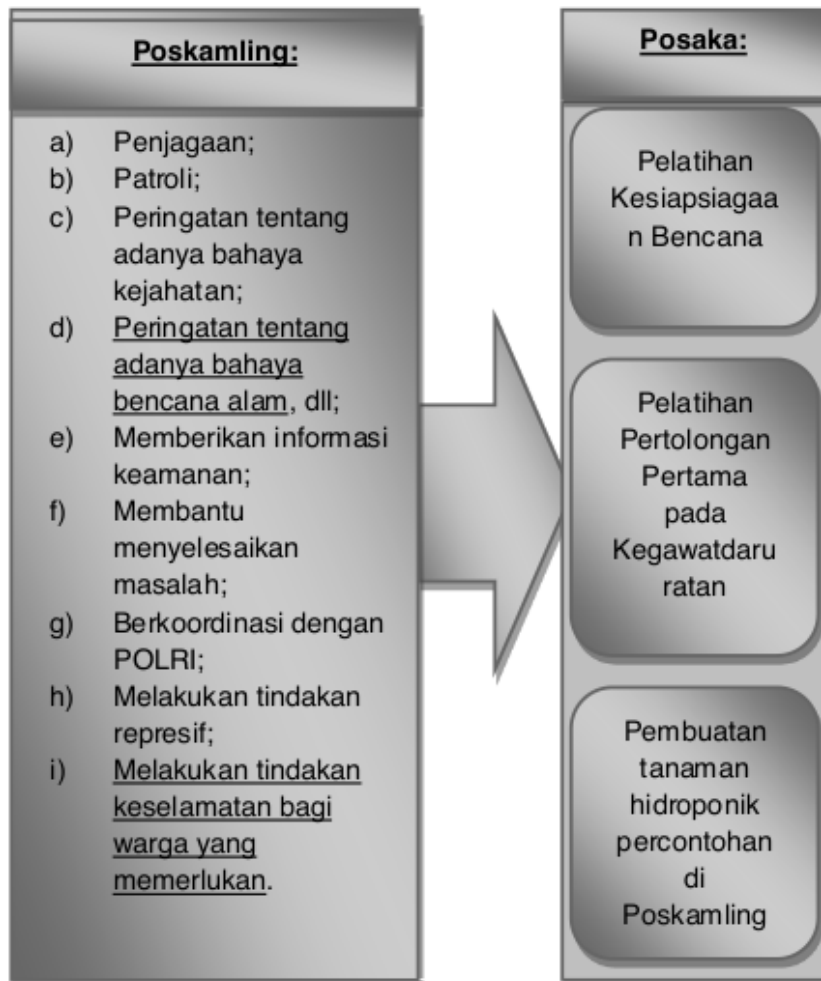 Poskamling:
a) Penjagaan;
b) Patroli;
c) Peringatan tentang
adanya bahaya
kejahatan;
d) Peringatan tentang
adanya bahaya
bencana alam, dll;
e) Memberikan informasi
keamanan;
f) Membantu
menyelesaikan
masalah;
g) Berkoordinasi dengan
POLRI;
h) Melakukan tindakan
represif;
i) Melakukan tindakan
keselamatan bagi
warga yang
memerlukan.
Posaka:
Pelatihan
Kesiapsiagaa
n Bencana
Pelatihan
Pertolongan
Pertama
pada
Kegawatdaru
ratan
Pembuatan
tanaman
hidroponik
percontohan
di
Poskamling